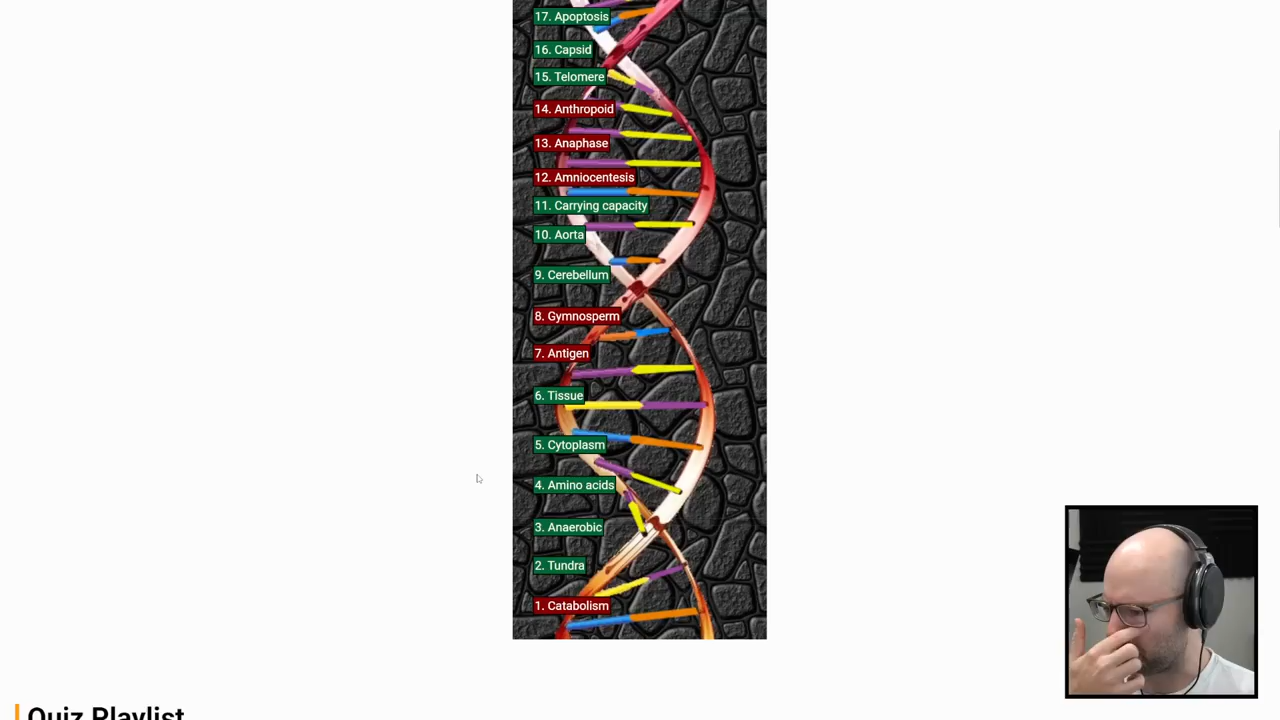 17. Apoptosis
16. Capsid
15. Telomere
14. Anthropoid
13. Anaphase
12. Amniocentesis
11. Carrying capacity
10. Aorta
9. Cerebellum
8. Gymnosperm
7. Antigen
6. Tissue
5. Cytoplasm
4. Amino acids
3. Anaerobic
2. Tundra
1. Catabolism
Quiz Playlist